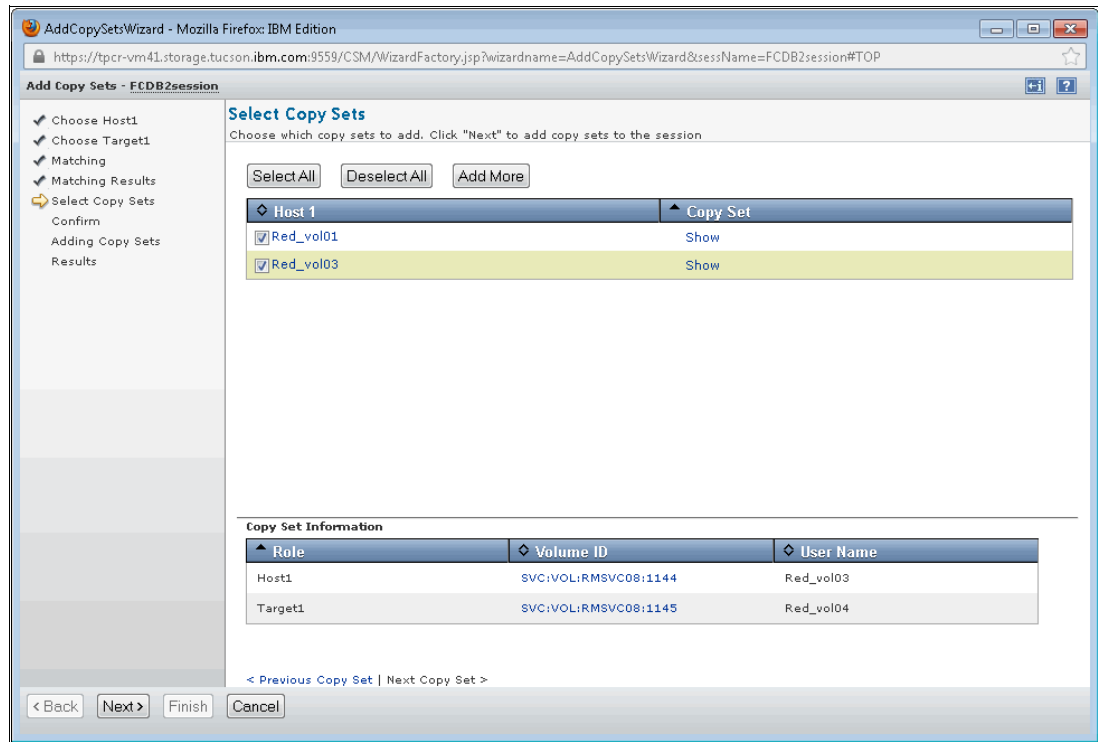 AddCopySetsWizard - Mozilla Firefox: IBM Edition
https://tpcr-vm41.storage.tucson.ibm.com:9559/CSM/WizardFactory.jsp?wizardname=AddCopySetsWizard&sessName=FCDB2session#TOP
Add Copy Sets - FCDB2session
?
Choose Host1
Choose Target1
Matching
Matching Results
Select Copy Sets
Confirm
Adding Copy Sets
Results
Select Copy Sets
Choose which copy sets to add. Click "Next" to add copy sets to the session
Select All Deselect All Add More
Host 1 Copy Set
Red_vol01 Show
Red_vol03 Show
Copy Set Information
Role Volume ID User Name
Host1 SVC:VOL:RMSVC08:1144 Red_vol03
Target1 SVC:VOL:RMSVC08:1145 Red_vol04
< Previous Copy Set | Next Copy Set >
< Back Next > Finish Cancel